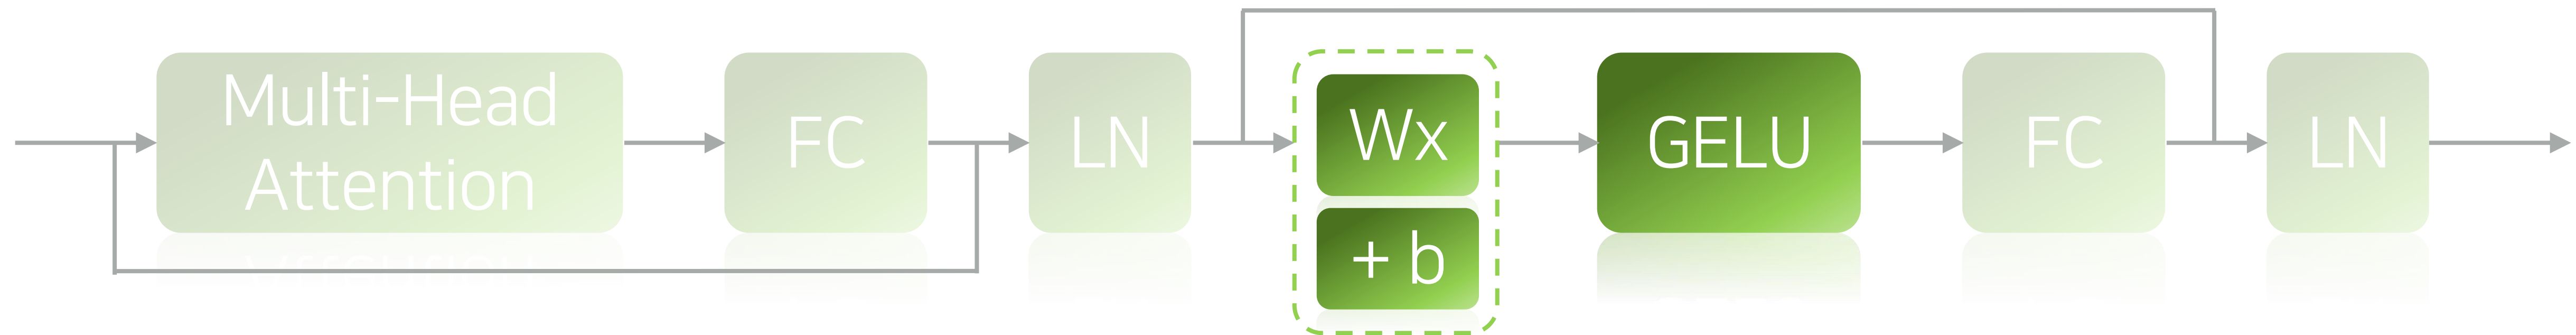 Multi-Head
Attention
FC
LN
Wx
+ b
GELU
FC
LN